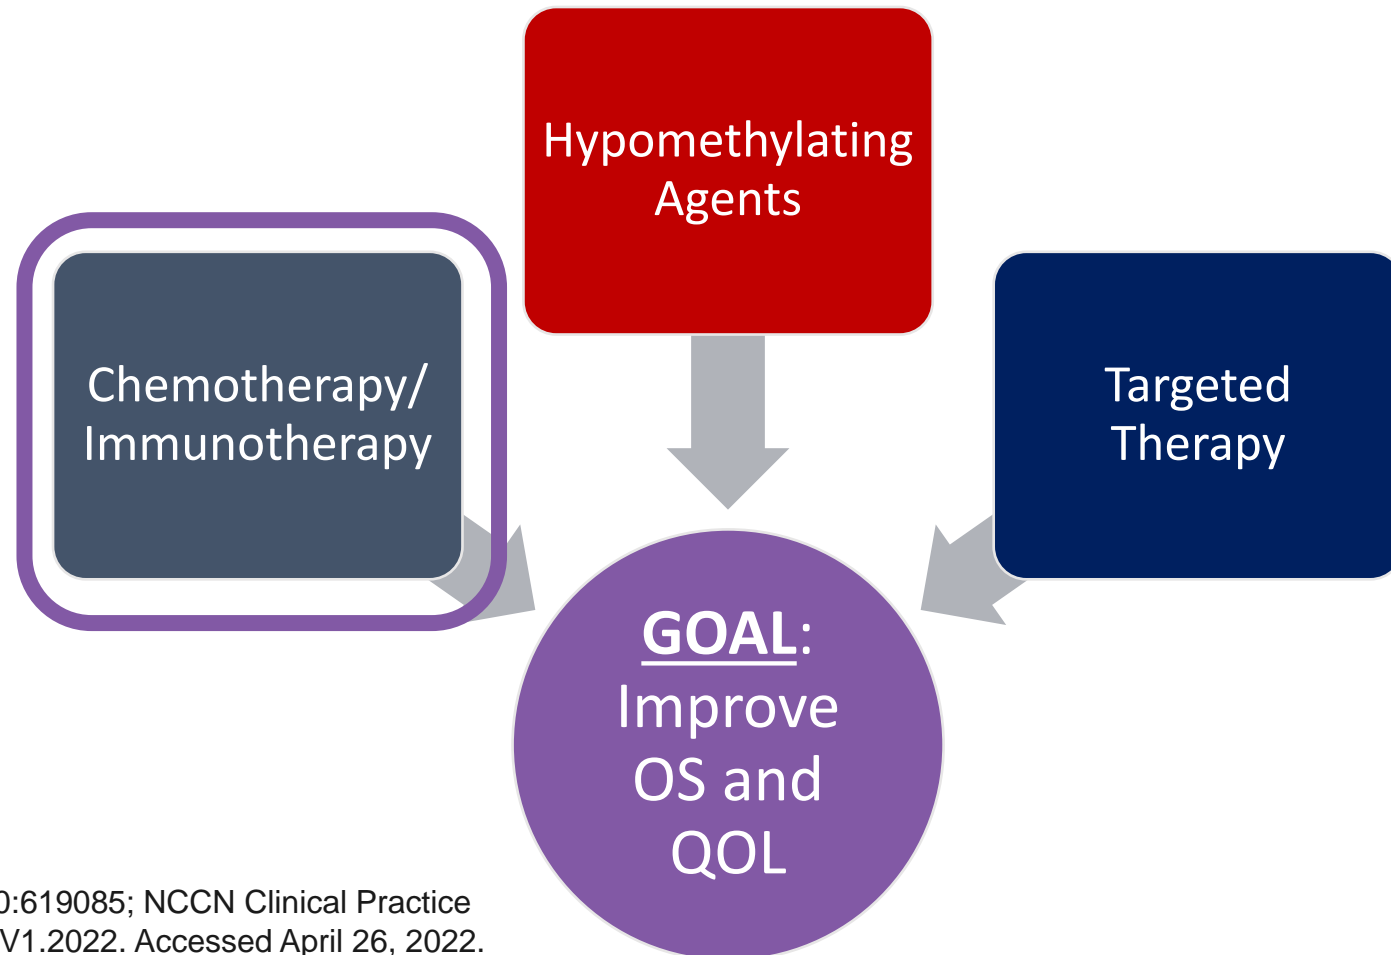 Hypomethylating
Agents
Chemotherapy/
Immunotherapy
Targeted
Therapy
GOAL:
Improve
OS and
QOL
0:619085; NCCN Clinical Practice
V1.2022. Accessed April 26, 2022.